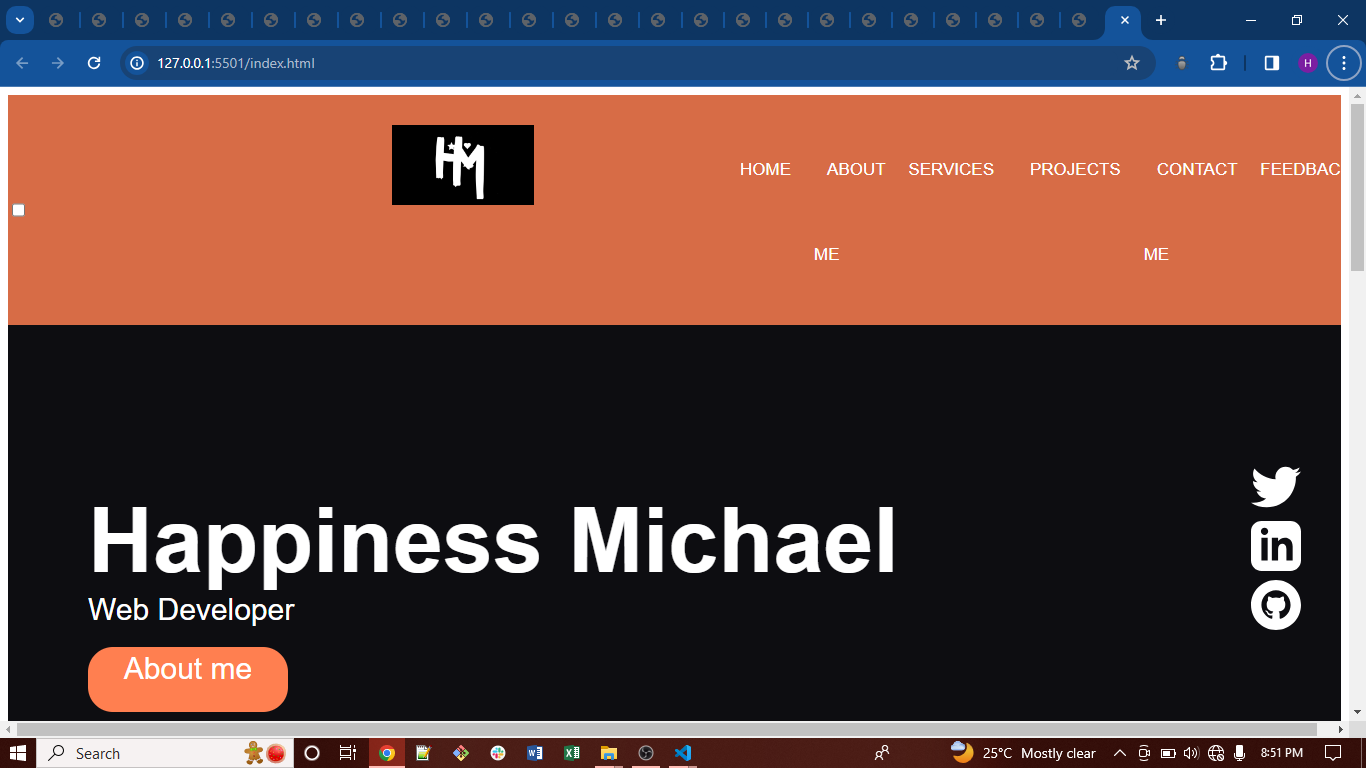 127.0.0.1:5501/index.html
H
HM
HOME ABOUT SERVICES PROJECTS CONTACT FEEDBAC
ME ME
Happiness Michael
Web Developer
in
About me
Search
25°C Mostly clear
8:51 PM